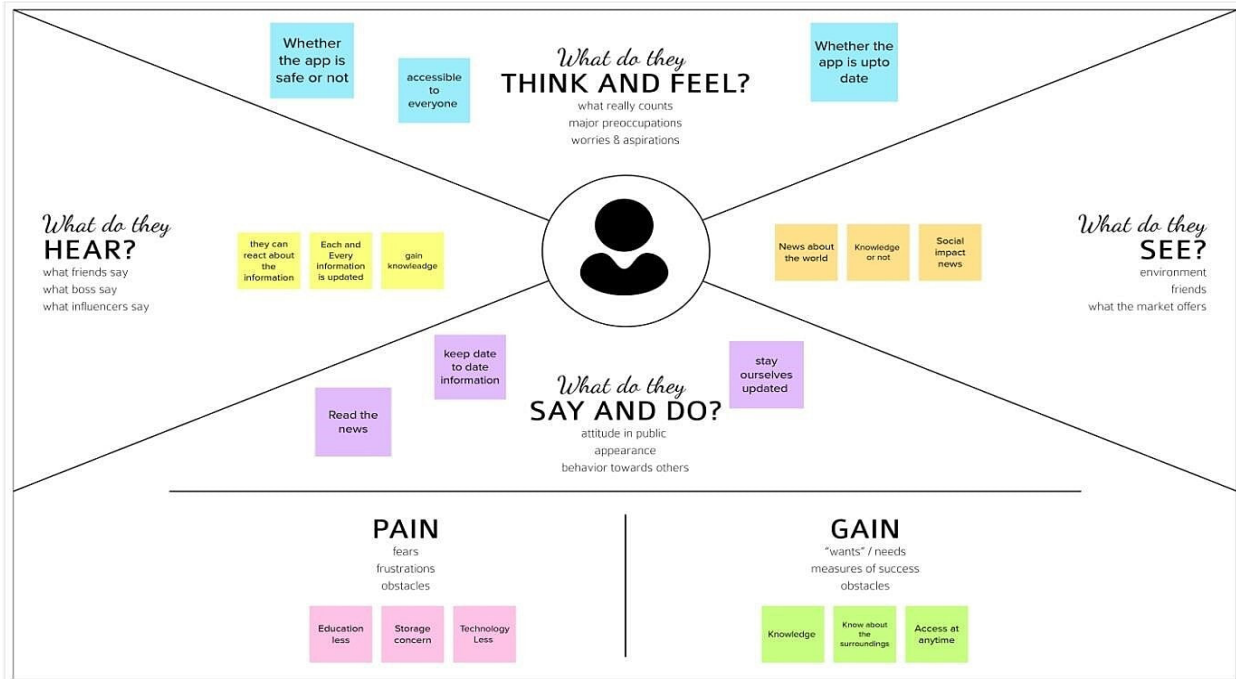 Whether
the app is
safe or not
accessible
to
everyone
What do they
THINK AND FEEL?
what really counts
major preoccupations
worries & aspirations
Whether the
app is upto
date
What do they
HEAR?
what friends say
what boss say
what influencers say
they can
react about
the
information
Each and
Every
information
is updated
gain
knowleadge
News about
the world
Knowledge
or not
Social
impact
news
What do they
SEE?
environment
friends
what the market offers
Read the
news
keep date
to date
information
What do they
SAY AND DO?
attitude in public
appearance
behavior towards others
stay
ourselves
updated
PAIN
fears
frustrations
obstacles
Education
less
Storage
concern
Technology
Less
GAIN
"wants" / needs
measures of success
obstacles
Knowledge
Know about
the
surroundings
Access at
anytime